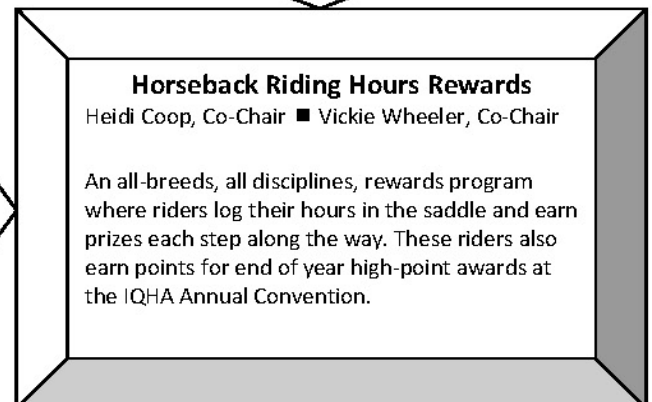 Horseback Riding Hours Rewards
Heidi Coop, Co-Chair ■ Vickie Wheeler, Co-Chair
An all-breeds, all disciplines, rewards program
where riders log their hours in the saddle and earn
prizes each step along the way. These riders also
earn points for end of year high-point awards at
the IQHA Annual Convention.